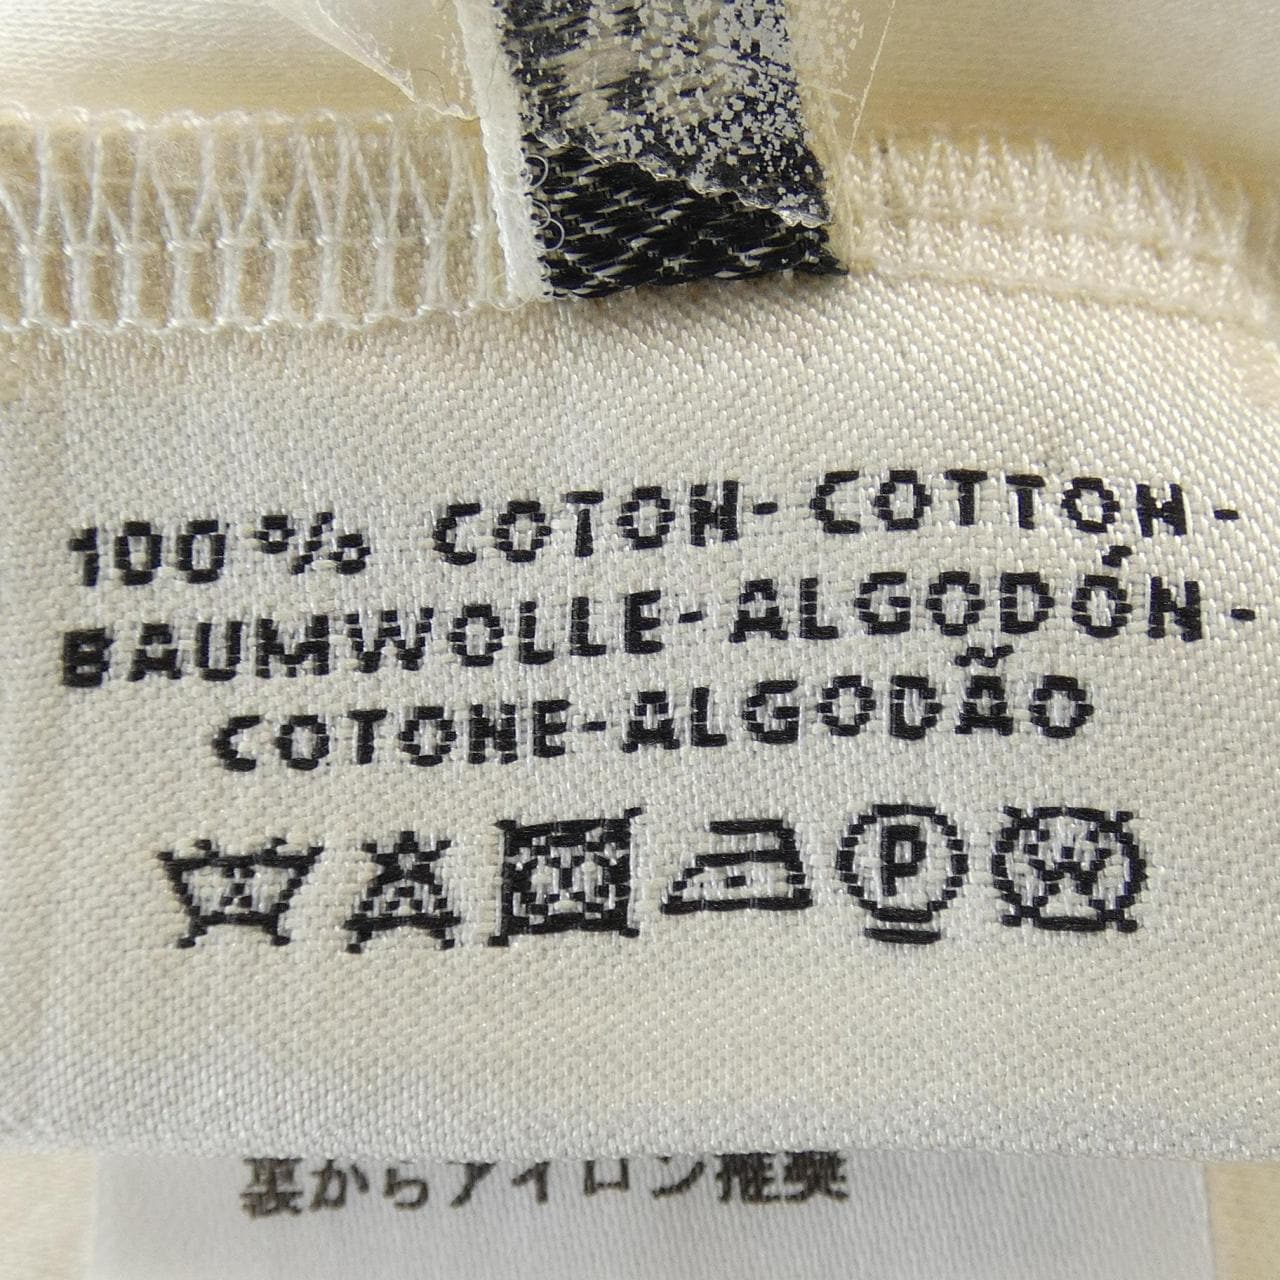 100% COTON - COTTON -
BAUMWOLLE - ALGODÓN -
COTONE - ALGODÃO
P
W
裏からアイロン推奨